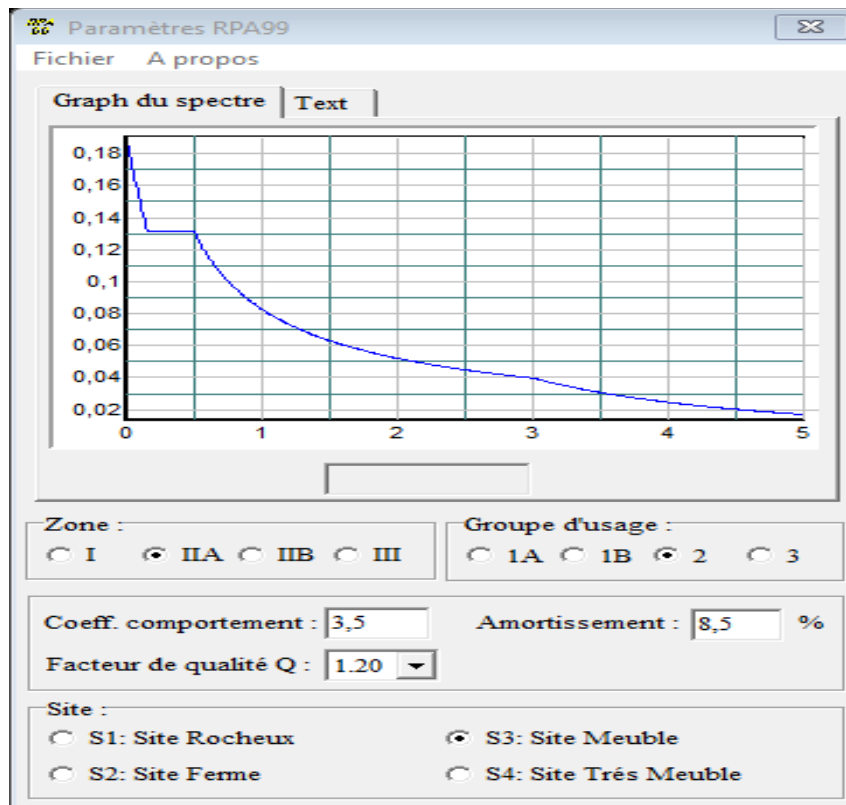 Paramètres RPA99
Fichier A propos
Graph du spectre Text
0,18
0,16
0,14
0,12
0,1
0,08
0,06
0,04
0,02
0 1 2 3 4 5
Zone : Groupe d'usage :
I IIA IIB III 1A 1B 2 3
Coeff. comportement : 3,5 Amortissement : 8,5 %
Facteur de qualité Q : 1.20
Site :
S1: Site Rocheux S3: Site Meuble
S2: Site Ferme S4: Site Trés Meuble